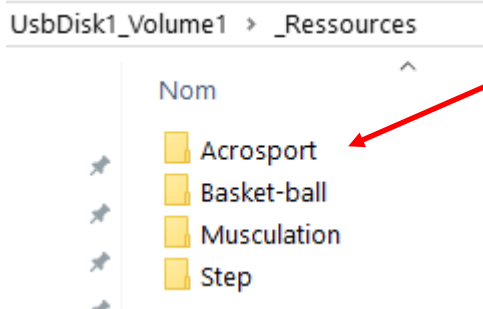 UsbDisk1_Volume1 > _Ressources
Nom
Acrosport
Basket-ball
Musculation
Step